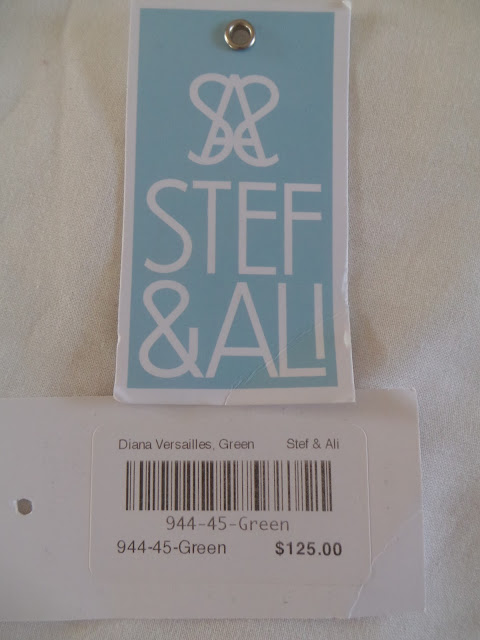 STEF
&ALI
Diana Versailles, Green Stef & Ali
944-45-Green
944-45-Green $125.00